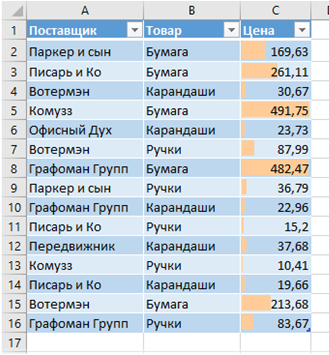 A B C
1 Поставщик Товар Цена
2 Паркер и сын Бумага 169,63
3 Писарь и Ко Бумага 261,11
4 Вотермэн Карандаши 30,67
5 Комузз Бумага 491,75
6 Офисный Дух Карандаши 23,73
7 Вотермэн Ручки 87,99
8 Графоман Групп Бумага 482,47
9 Паркер и сын Ручки 36,79
10 Графоман Групп Карандаши 22,96
11 Писарь и Ко Ручки 15,2
12 Передвижник Карандаши 37,68
13 Комузз Ручки 10,41
14 Писарь и Ко Карандаши 19,66
15 Вотермэн Бумага 213,68
16 Графоман Групп Ручки 83,67
17